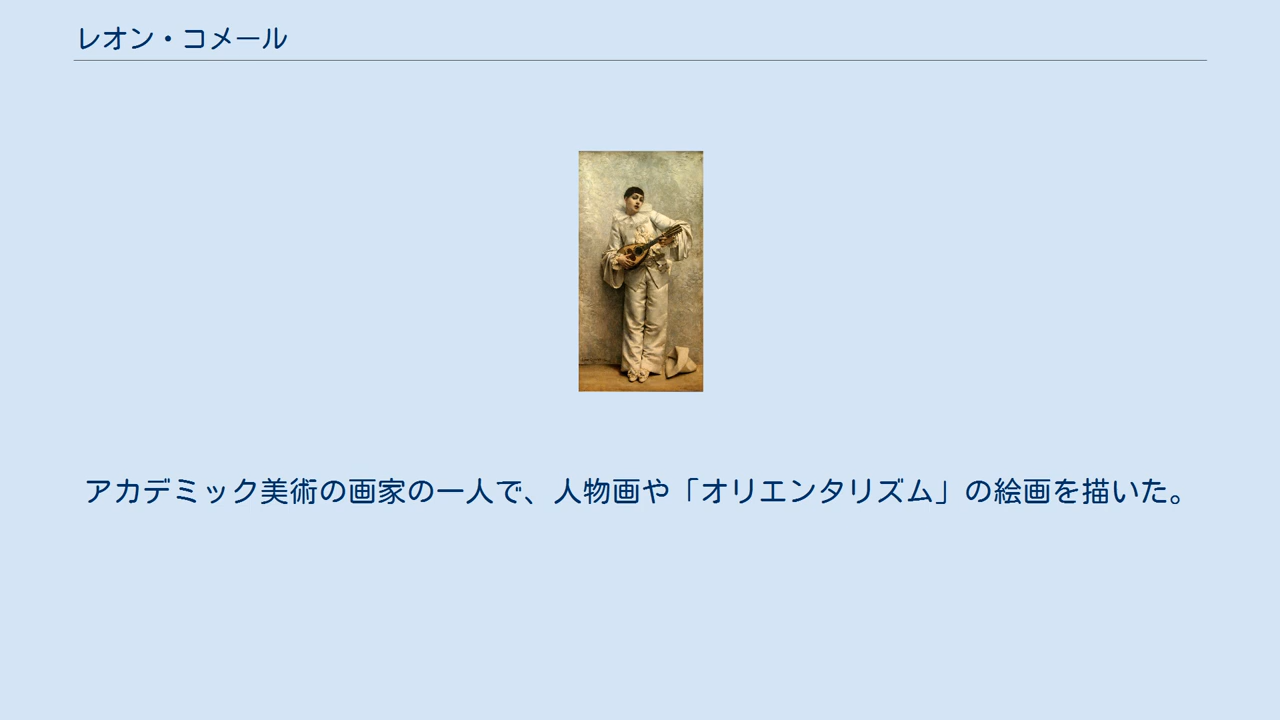 レオン・コメール
アカデミック美術の画家の一人で、人物画や「オリエンタリズム」の絵画を描いた。